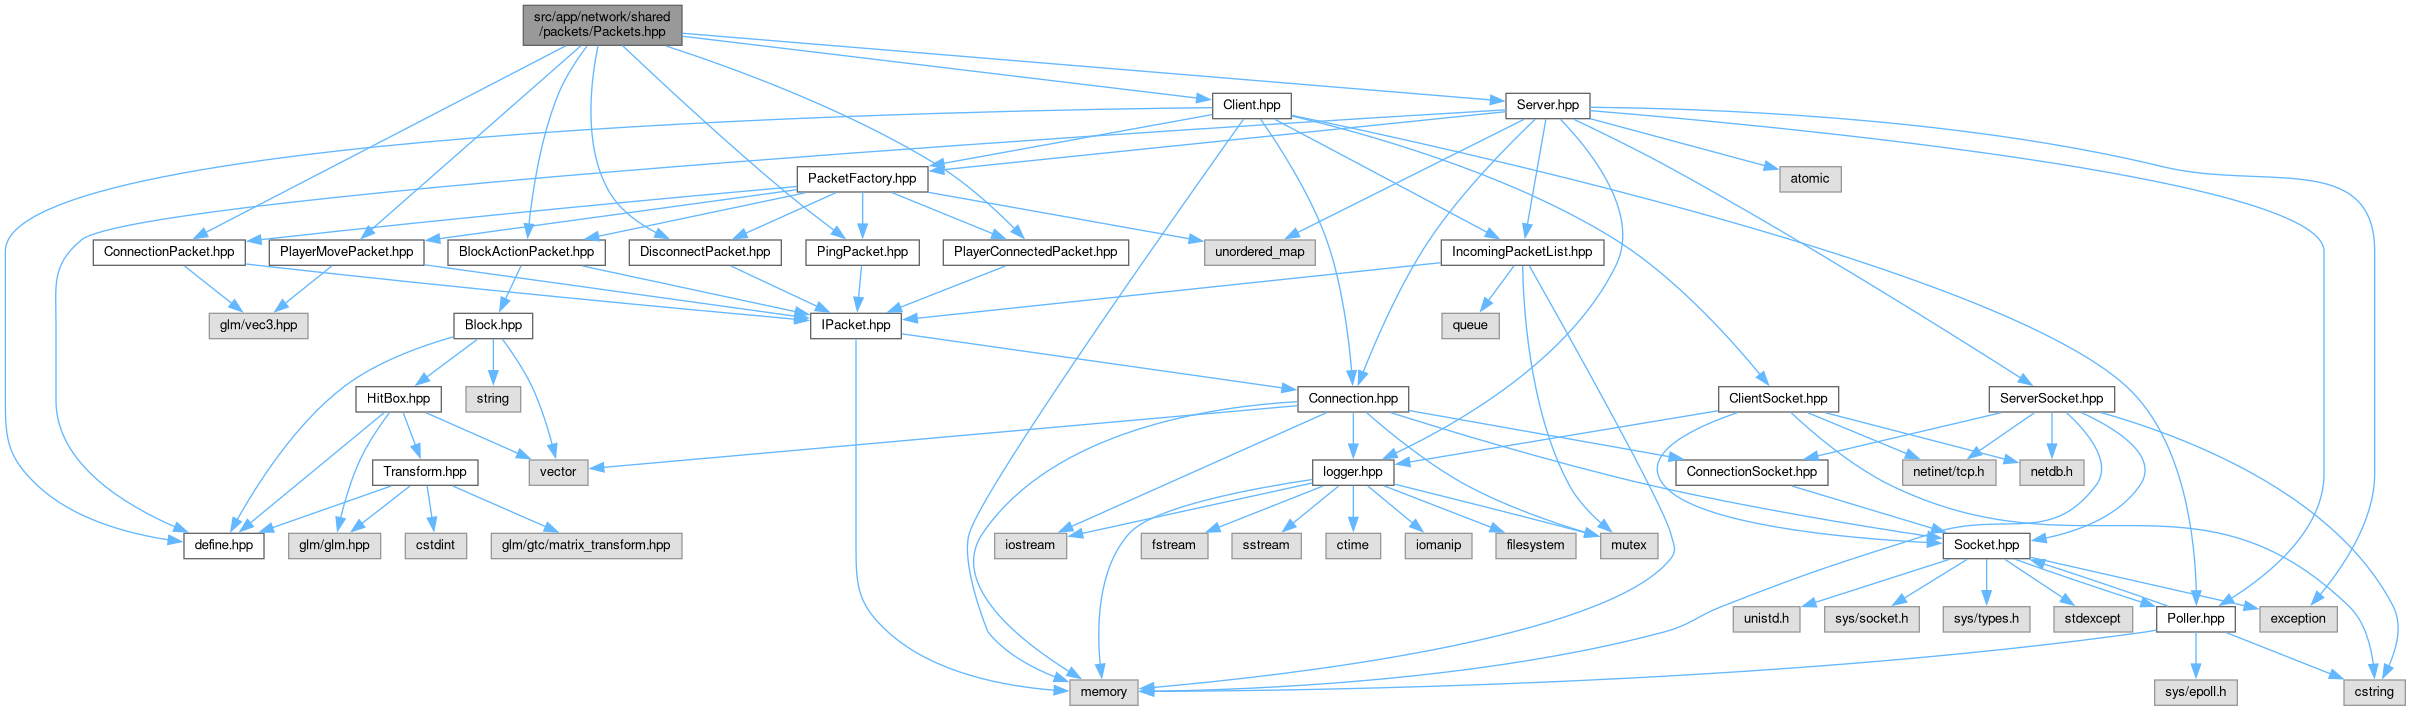 src/app/network/shared
/packets/Packets.hpp
Client.hpp
Server.hpp
PacketFactory.hpp
atomic
ConnectionPacket.hpp
PlayerMovePacket.hpp
BlockActionPacket.hpp
DisconnectPacket.hpp
PingPacket.hpp
PlayerConnectedPacket.hpp
unordered_map
IncomingPacketList.hpp
glm/vec3.hpp
Block.hpp
IPacket.hpp
queue
HitBox.hpp
string
Connection.hpp
ClientSocket.hpp
ServerSocket.hpp
Transform.hpp
vector
logger.hpp
ConnectionSocket.hpp
netinet/tcp.h
netdb.h
define.hpp
glm/glm.hpp
cstdint
glm/gtc/matrix_transform.hpp
iostream
fstream
sstream
ctime
iomanip
filesystem
mutex
Socket.hpp
unistd.h
sys/socket.h
sys/types.h
stdexcept
Poller.hpp
exception
memory
sys/epoll.h
cstring